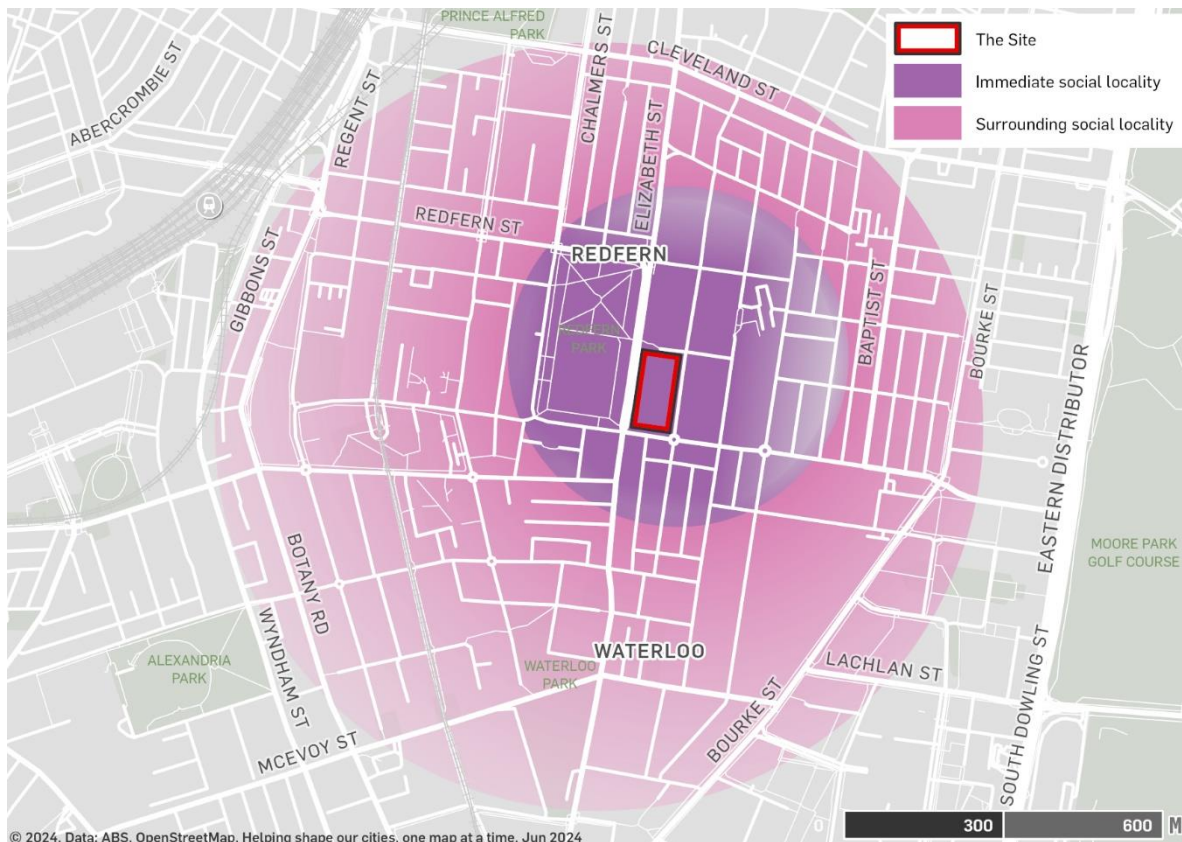 PRINCE ALFRED
PARK
The Site
Immediate social locality
Surrounding social locality
CLEVELAND ST
ABERCROMBIE ST
REGENT ST
CHALMERS ST
ELIZABETH ST
REDFERN ST
REDFERN
GIBBONS ST
REDFERN
PARK
BAPTIST ST
BOURKE ST
EASTERN DISTRIBUTOR
MOORE PARK
GOLF COURSE
BOTANY RD
WYNDHAM ST
ALEXANDRIA
PARK
WATERLOO
WATERLOO
PARK
LACHLAN ST
BOURKE ST
SOUTH DOWLING ST
MCEVOY ST
0 300 600 M
© 2024. Data: ABS, OpenStreetMap. Helping shape our cities, one map at a time. Jun 2024